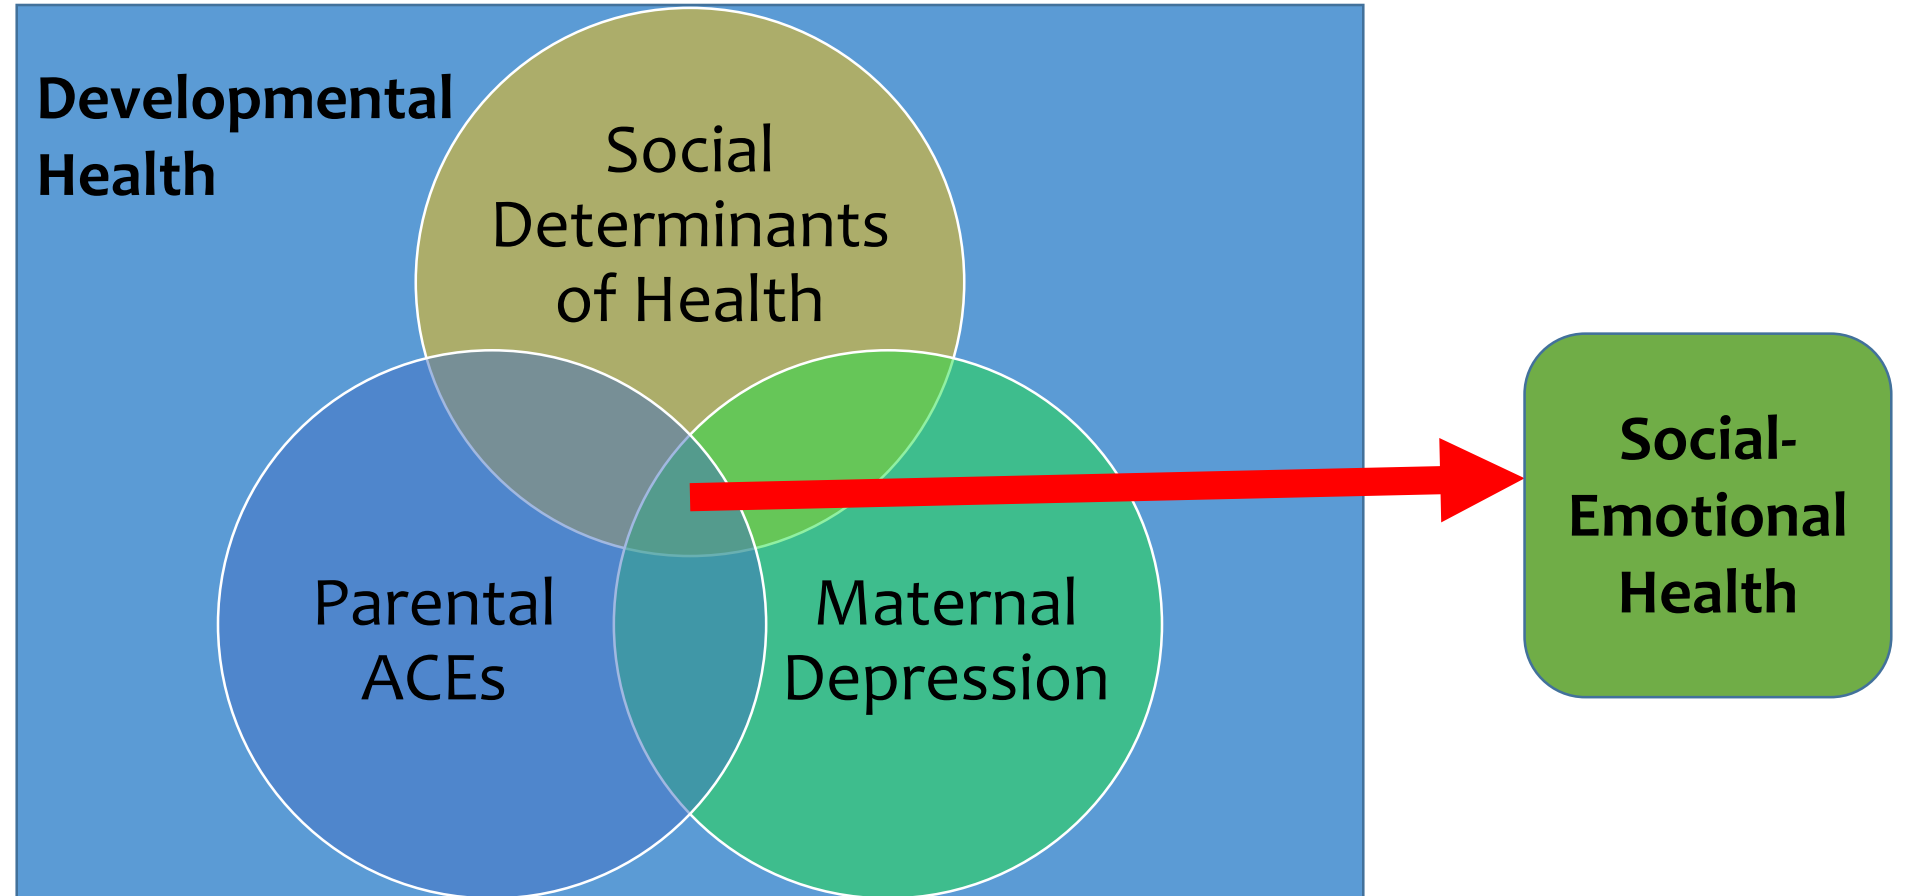 Developmental
Health
Social
Determinants
of Health
Parental
ACEs
Maternal
Depression
Social-
Emotional
Health